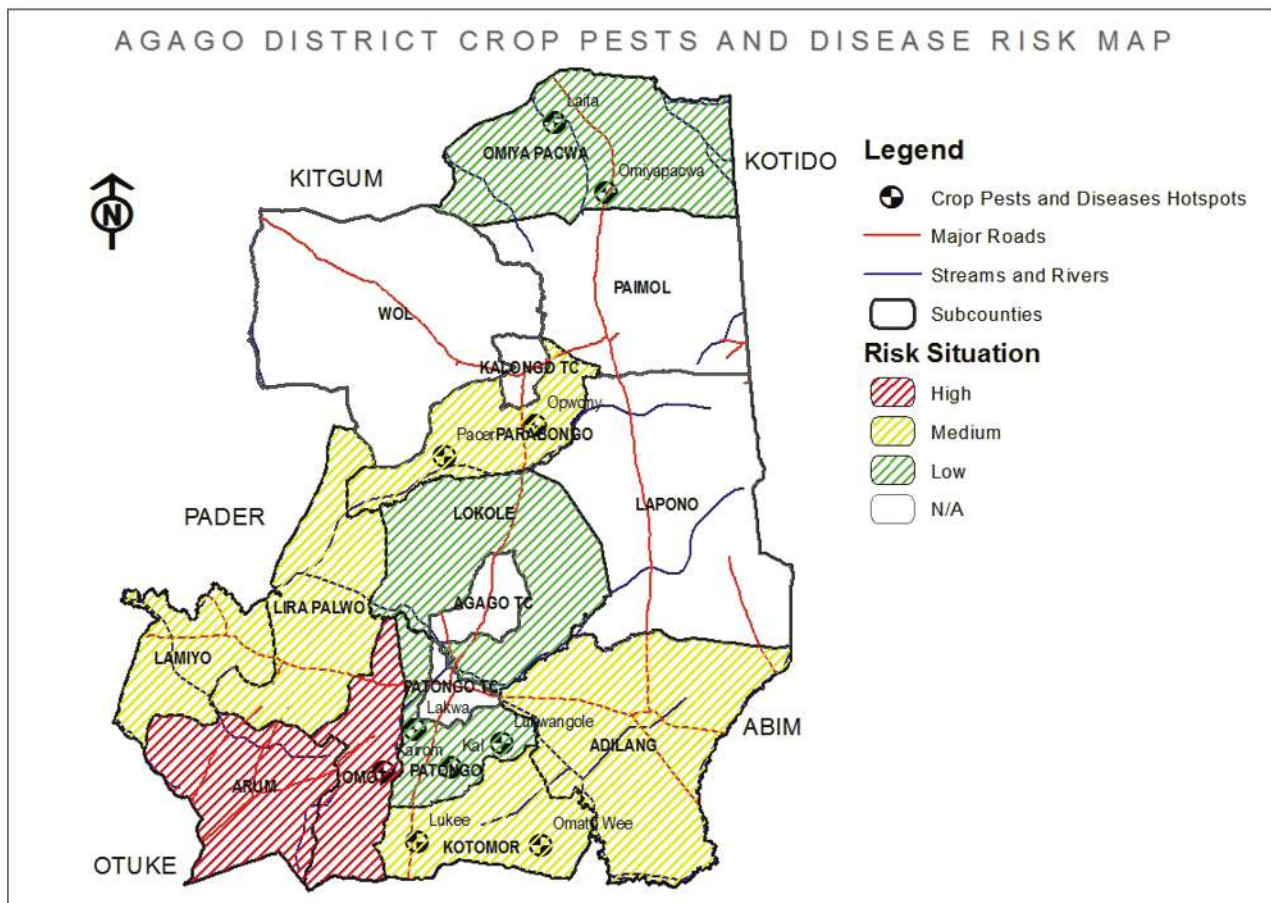 AGAGO DISTRICT CROP PESTS AND DISEASE RISK MAP
Laita
OMIYA PACWA
Omiyapacwa
KITGUM
KOTIDO
N
PAIMOL
WOL
KALONGO TC
Opwony
Pacer
PARABONGO
LAPONO
LOKOLE
PADER
AGAGO TC
LIRA PALWO
LAMIYO
PATONGO TC
Lakwa
Kal
Kairom
ADILANG
ABIM
OMOT
PATONGO
ARUM
Lukee
Omato Wee
KOTOMOR
OTUKE
Legend
Crop Pests and Diseases Hotspots
Major Roads
Streams and Rivers
Subcounties
Risk Situation
High
Medium
Low
N/A